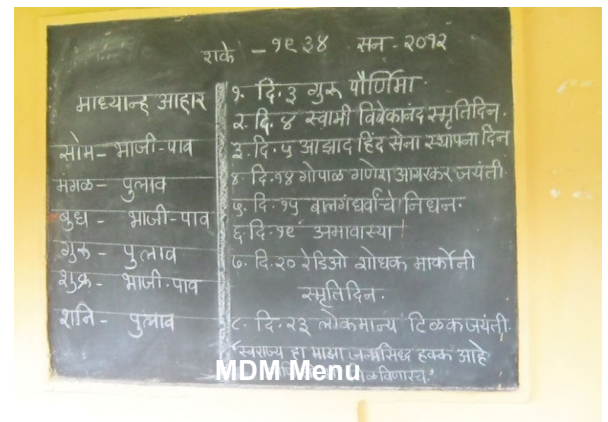 शके - १९३४ सन - २०१२
माध्यान्ह आहार
सोम - भाजी-पाव
मंगळ - पुलाव
बुध - भाजी-पाव
गुरु - पुलाव
शुक्र - भाजी-पाव
शनि - पुलाव
१. दि. ३ गुरु पौर्णिमा.
२. दि. ४ स्वामी विवेकानंद स्मृतिदिन.
३. दि. ५ आझाद हिंद सेना स्थापना दिन
४. दि. १४ गोपाळ गणेश आगरकर जयंती.
५. दि. १५ बालगंधर्वांचे निधन.
६. दि. १९ अमावास्या
७. दि. २० रेडिओ शोधक मार्कोनी
स्मृतिदिन.
८. दि. २३ लोकमान्य टिळक जयंती.
"स्वराज्य हा माझा जन्मसिध्द हक्क आहे
MDM Menu